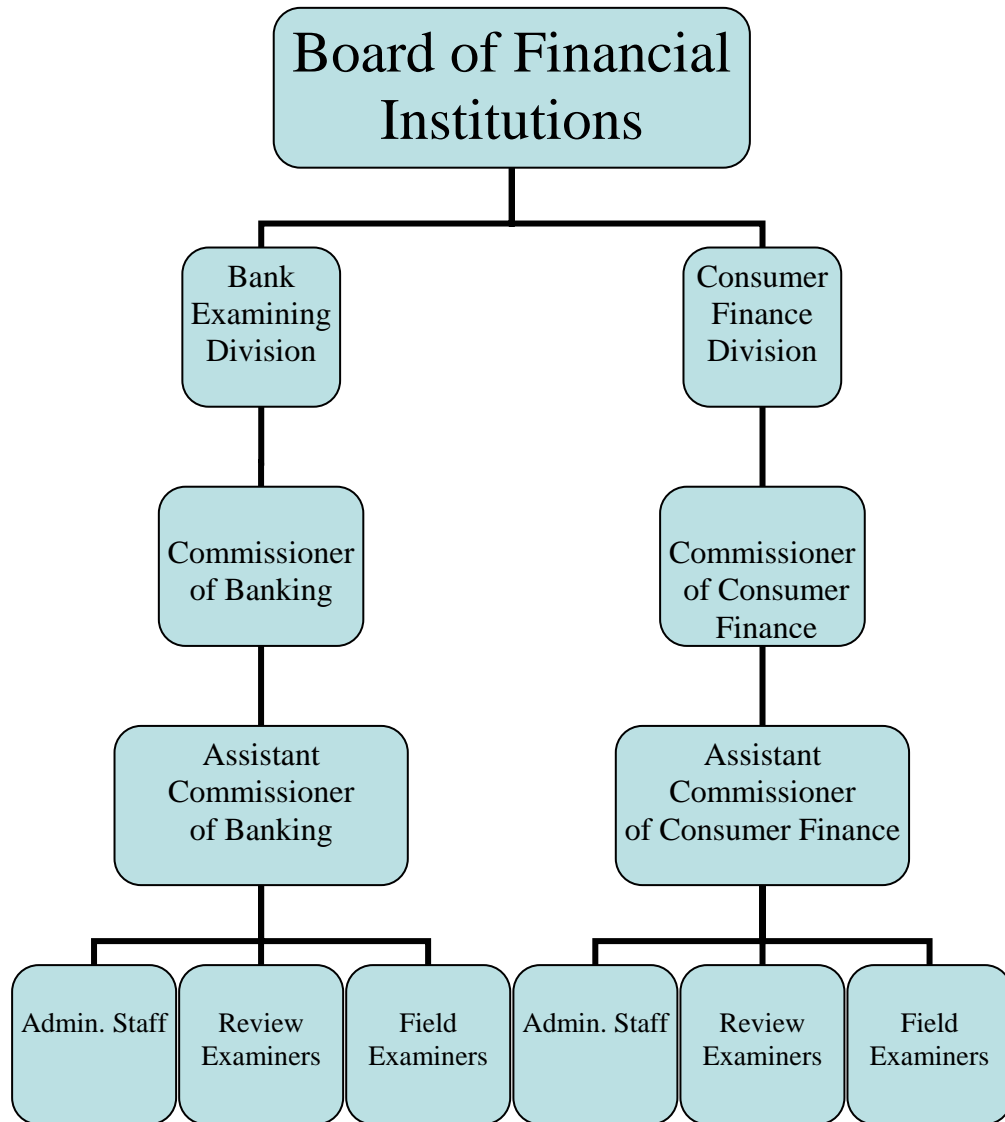 Board of Financial
Institutions
Bank
Examining
Division
Consumer
Finance
Division
Commissioner
of Banking
Commissioner
of Consumer
Finance
Assistant
Commissioner
of Banking
Assistant
Commissioner
of Consumer Finance
Admin. Staff
Review
Examiners
Field
Examiners
Admin. Staff
Review
Examiners
Field
Examiners